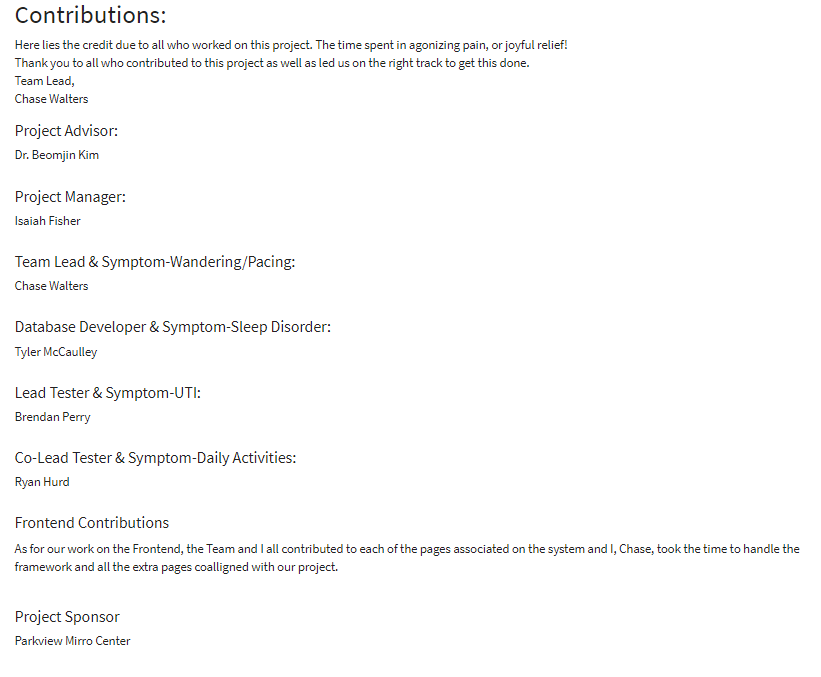 Contributions:
Here lies the credit due to all who worked on this project. The time spent in agonizing pain, or joyful relief!
Thank you to all who contributed to this project as well as led us on the right track to get this done.
Team Lead,
Chase Walters
Project Advisor:
Dr. Beomjin Kim
Project Manager:
Isaiah Fisher
Team Lead & Symptom-Wandering/Pacing:
Chase Walters
Database Developer & Symptom-Sleep Disorder:
Tyler McCaulley
Lead Tester & Symptom-UTI:
Brendan Perry
Co-Lead Tester & Symptom-Daily Activities:
Ryan Hurd
Frontend Contributions
As for our work on the Frontend, the Team and I all contributed to each of the pages associated on the system and I, Chase, took the time to handle the
framework and all the extra pages coalligned with our project.
Project Sponsor
Parkview Mirro Center